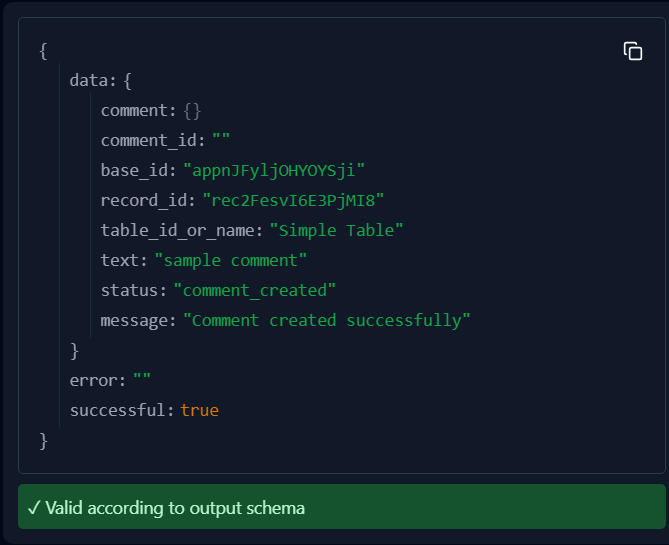 {
data: {
comment: {}
comment_id: ""
base_id: "appnJFyljOHYOYSji"
record_id: "rec2FesvI6E3PjMI8"
table_id_or_name: "Simple Table"
text: "sample comment"
status: "comment_created"
message: "Comment created successfully"
}
error: ""
successful: true
}
✓ Valid according to output schema